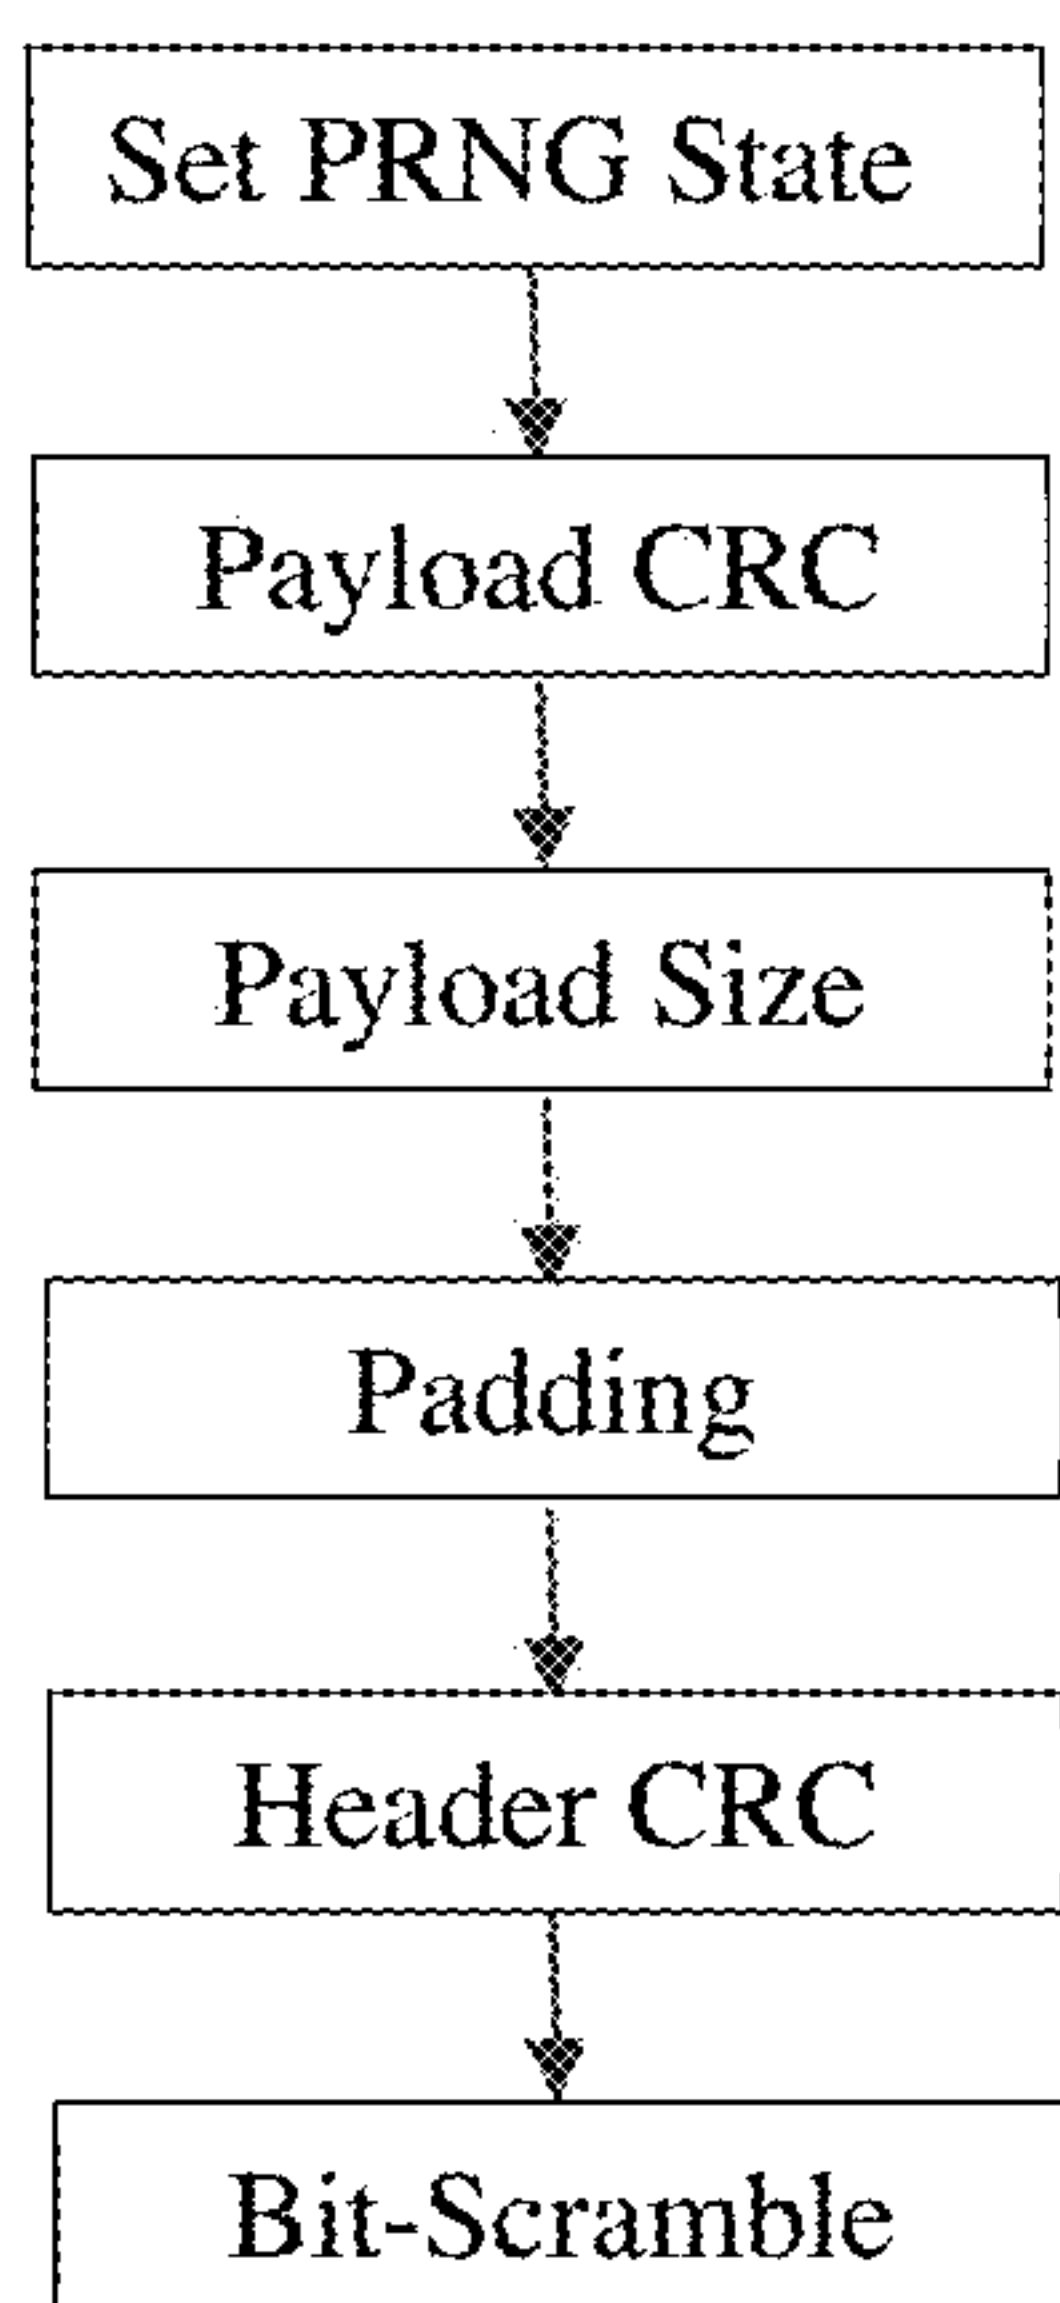 Set PRNG State
Payload CRC
Payload Size
Padding
Header CRC
Bit-Scramble